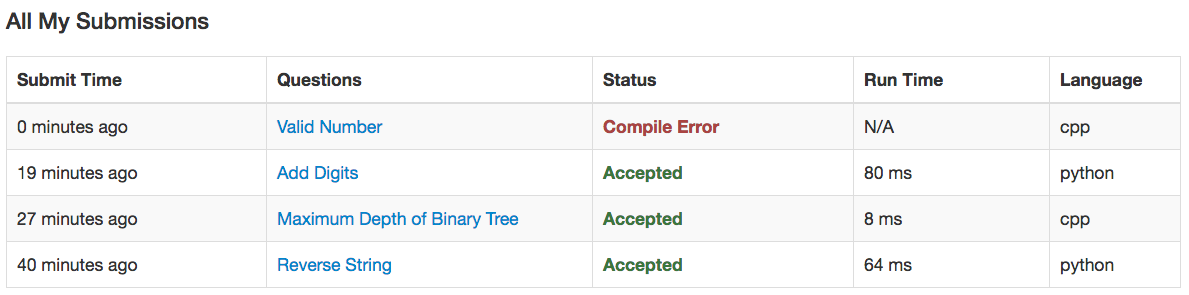 All My Submissions
Submit Time Questions Status Run Time Language
0 minutes ago Valid Number Compile Error N/A cpp
19 minutes ago Add Digits Accepted 80 ms python
27 minutes ago Maximum Depth of Binary Tree Accepted 8 ms cpp
40 minutes ago Reverse String Accepted 64 ms python